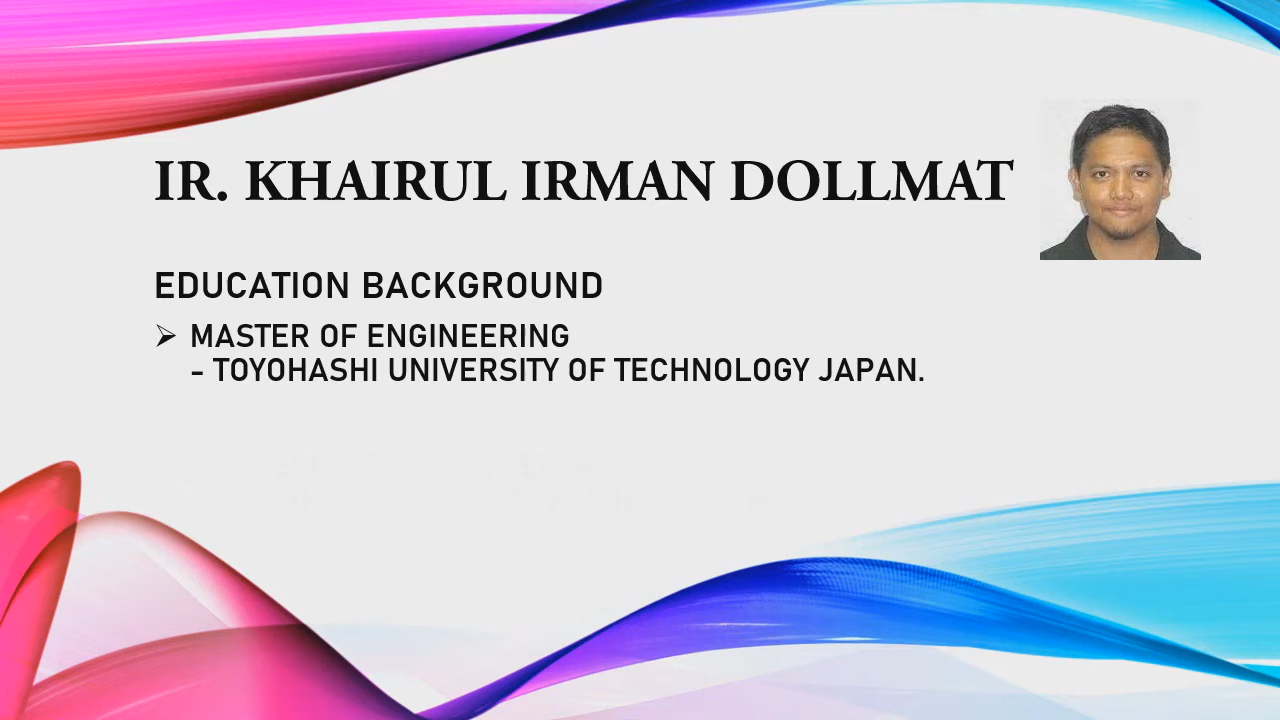 IR. KHAIRUL IRMAN DOLLMAT
EDUCATION BACKGROUND
➢ MASTER OF ENGINEERING
– TOYOHASHI UNIVERSITY OF TECHNOLOGY JAPAN.